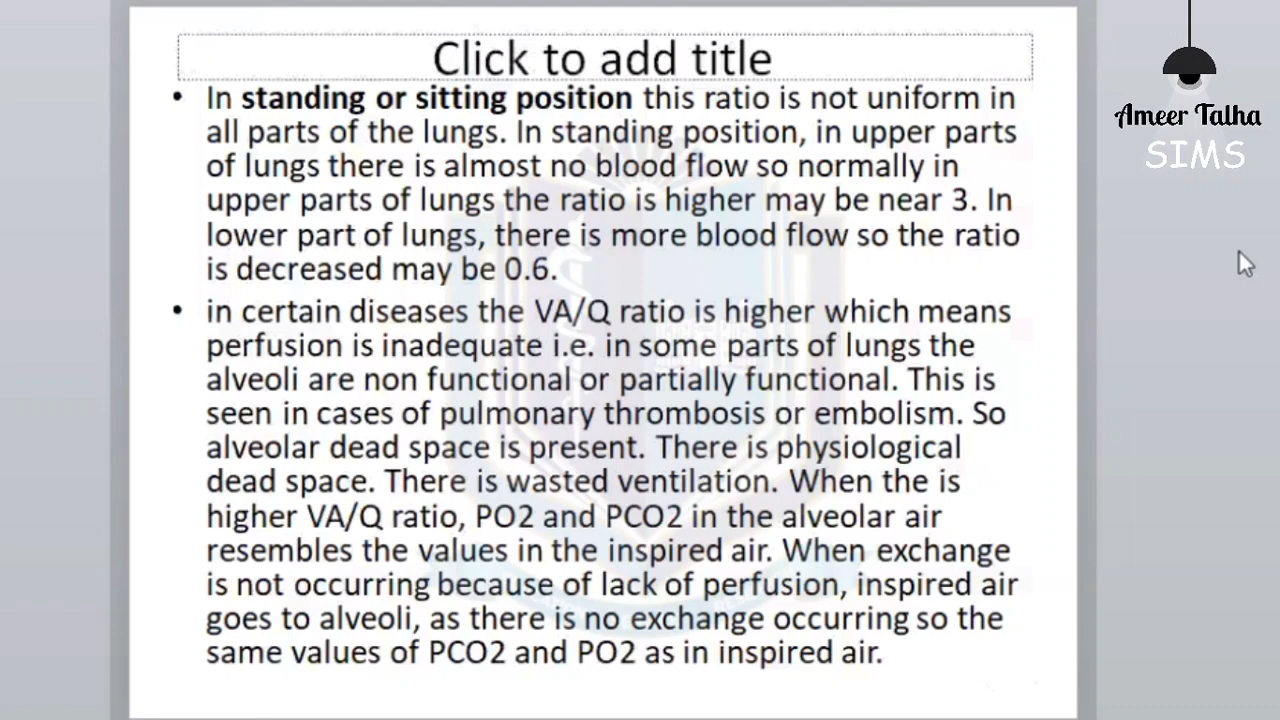 Click to add title
Ameer Talha
SIMS
• In standing or sitting position this ratio is not uniform in
all parts of the lungs. In standing position, in upper parts
of lungs there is almost no blood flow so normally in
upper parts of lungs the ratio is higher may be near 3. In
lower part of lungs, there is more blood flow so the ratio
is decreased may be 0.6.
• in certain diseases the VA/Q ratio is higher which means
perfusion is inadequate i.e. in some parts of lungs the
alveoli are non functional or partially functional. This is
seen in cases of pulmonary thrombosis or embolism. So
alveolar dead space is present. There is physiological
dead space. There is wasted ventilation. When the is
higher VA/Q ratio, PO2 and PCO2 in the alveolar air
resembles the values in the inspired air. When exchange
is not occurring because of lack of perfusion, inspired air
goes to alveoli, as there is no exchange occurring so the
same values of PCO2 and PO2 as in inspired air.